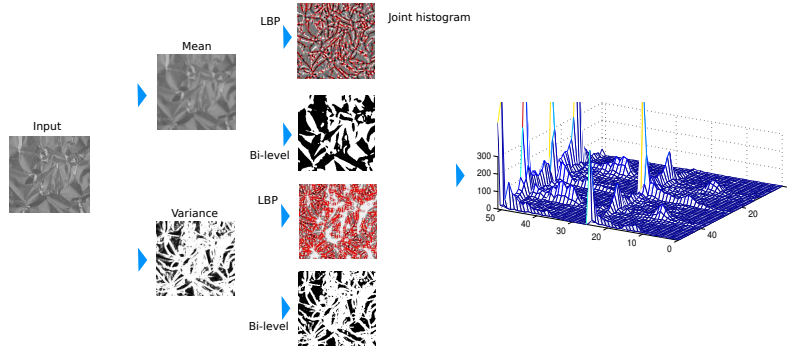 LBP
Joint histogram
Mean
Input
Bi-level
LBP
Variance
Bi-level
300
200
100
0
50
40
30
20
10
0
40
20